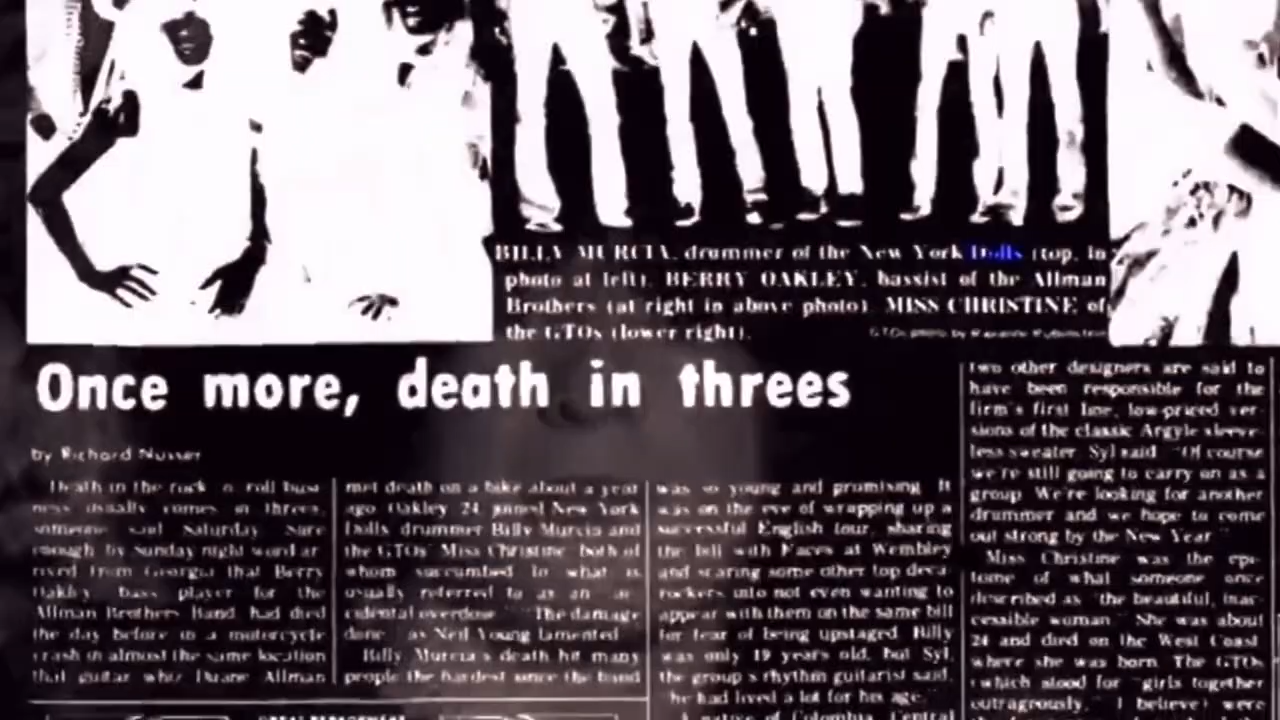 BILLY MURCIA, drummer of the New York Dolls (top, in
photo at left), BERRY OAKLEY, bassist of the Allman
Brothers (at right in above photo), MISS CHRISTINE of
the GTOs (lower right).
GTOs photo by
Once more, death in threes
by Richard Nusser
Death in the rock n roll busi-
ness usually comes in threes,
someone said Saturday. Sure
enough by Sunday night word ar-
rived from Georgia that Berry
Oakley, bass player for the
Allman Brothers Band, had died
the day before in a motorcycle
crash in almost the same location
that guitar whiz Duane Allman
met death on a bike about a year
ago. Oakley, 24, joined New York
Dolls drummer Billy Murcia and
the GTOs' Miss Christine, both of
whom succumbed to what is
usually referred to as an ac-
cidental overdose. The damage
done, as Neil Young lamented.
Billy Murcia's death hit many
people the hardest since the band
was so young and promising. It
was on the eve of wrapping up a
successful English tour, sharing
the bill with Faces at Wembley
and scaring some other top deca-
rockers into not even wanting to
appear with them on the same bill
for fear of being upstaged. Billy
was only 19 years old, but Syl,
the group's rhythm guitarist said,
"he had lived a lot for his age."
A native of Colombia, Central
two other designers are said to
have been responsible for the
firm's first line, low-priced ver-
sions of the classic Argyle sleeve-
less sweater. Syl said "Of course
we're still going to carry on as a
group. We're looking for another
drummer and we hope to come
out strong by the New Year."
Miss Christine was the epi-
tome of what someone once
described as "the beautiful, inac-
cessible woman." She was about
24 and died on the West Coast
where she was born. The GTOs
(which stood for "girls together
outrageously," I believe) were